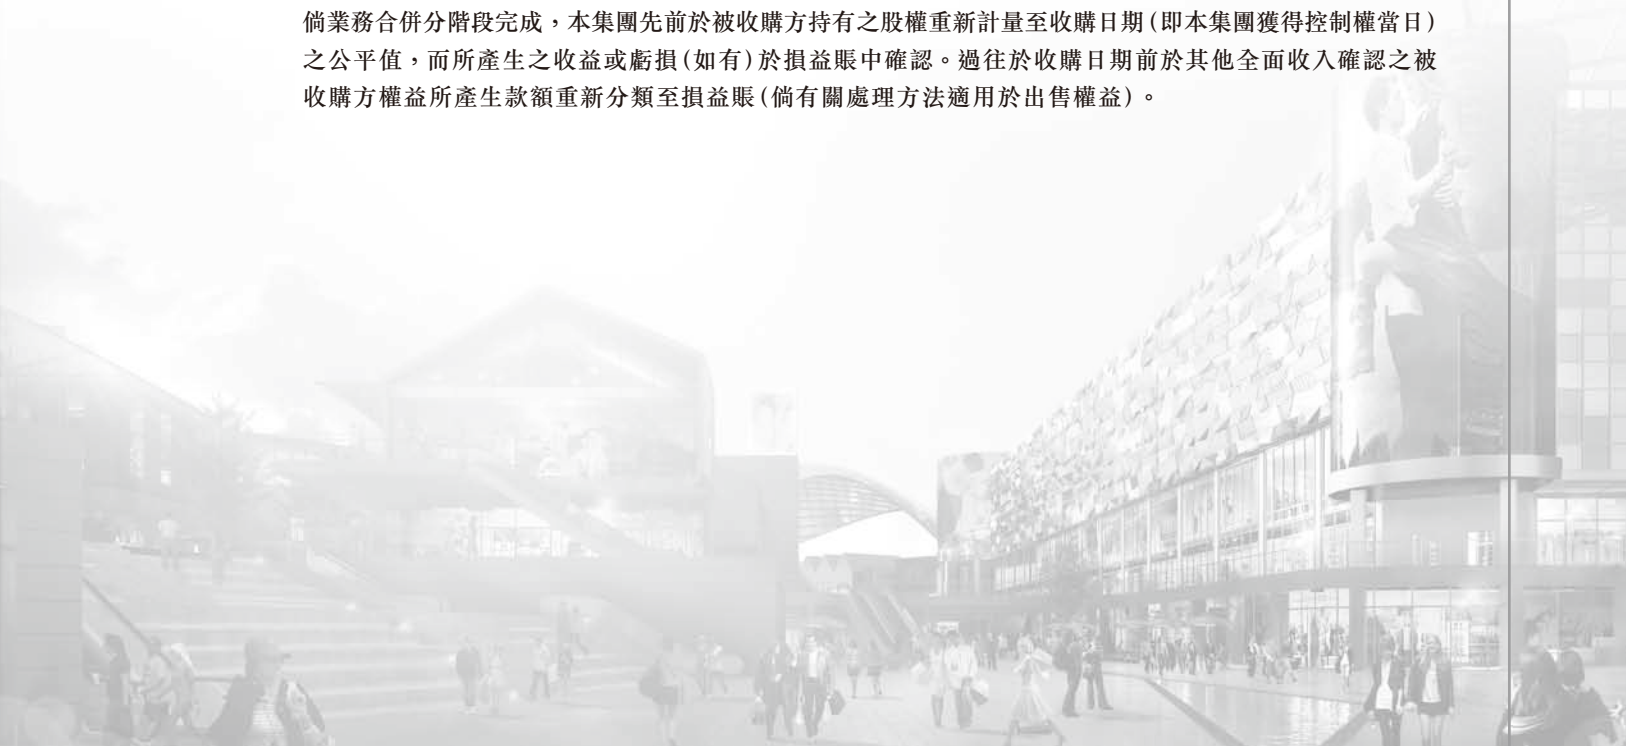 倘業務合併分階段完成，本集團先前於被收購方持有之股權重新計量至收購日期(即本集團獲得控制權當日)
之公平值，而所產生之收益或虧損(如有)於損益賬中確認。過往於收購日期前於其他全面收入確認之被
收購方權益所產生款額重新分類至損益賬(倘有關處理方法適用於出售權益)。